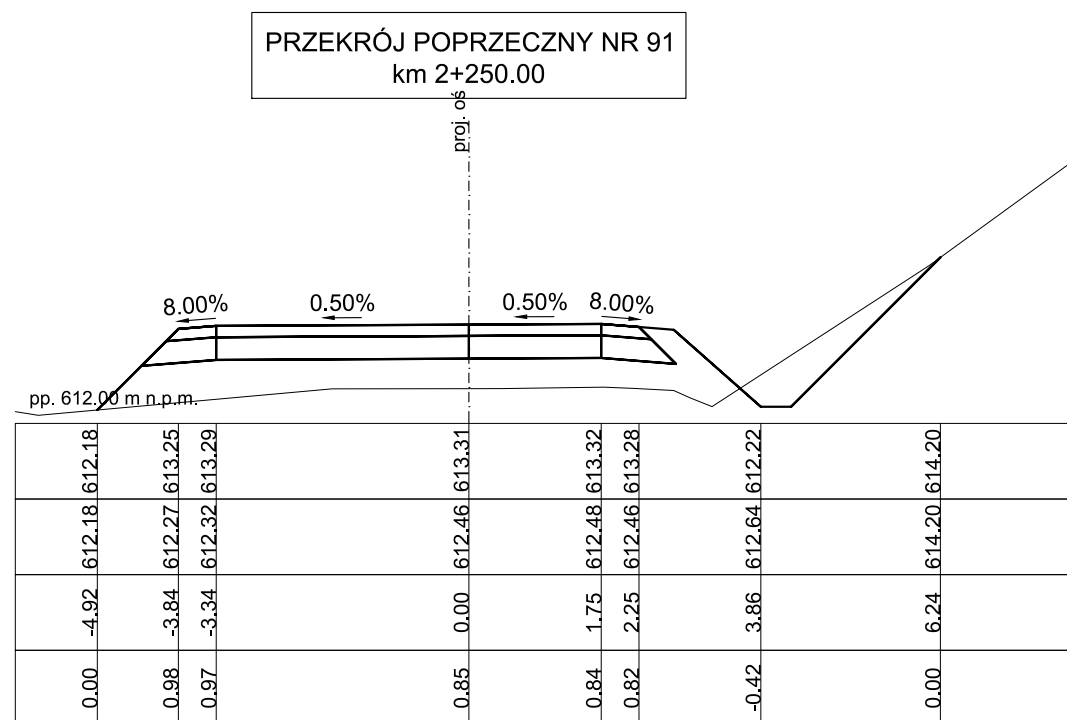 PRZEKRÓJ POPRZECZNY NR 91
km 2+250.00
proj. oś
8.00% 0.50% 0.50% 8.00%
pp. 612.00 m n.p.m.
612.18 613.25 613.29 613.31 613.32 613.28 612.22 614.20
612.18 612.27 612.32 612.46 612.48 612.46 612.64 614.20
-4.92 -3.84 -3.34 0.00 1.75 2.25 3.86 6.24
0.00 0.98 0.97 0.85 0.84 0.82 -0.42 0.00